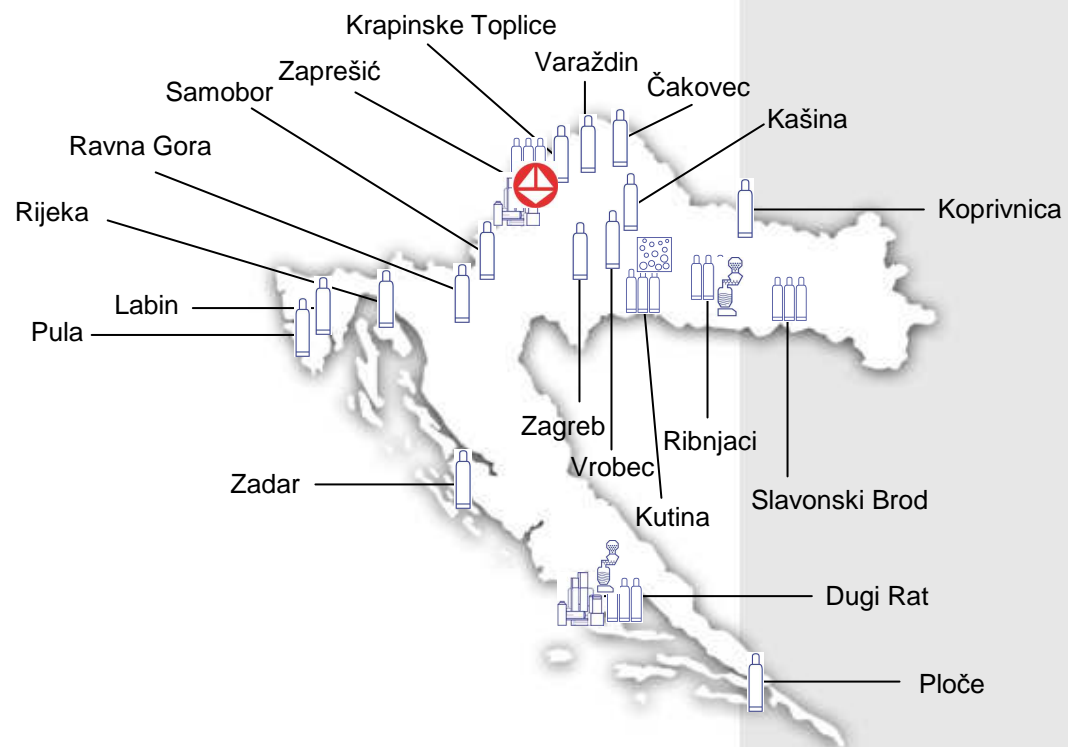 Krapinske Toplice
Varaždin
Zaprešić
Čakovec
Samobor
Kašina
Ravna Gora
Rijeka
Koprivnica
Labin
Pula
Zagreb
Ribnjaci
Vrobec
Zadar
Slavonski Brod
Kutina
Dugi Rat
Ploče